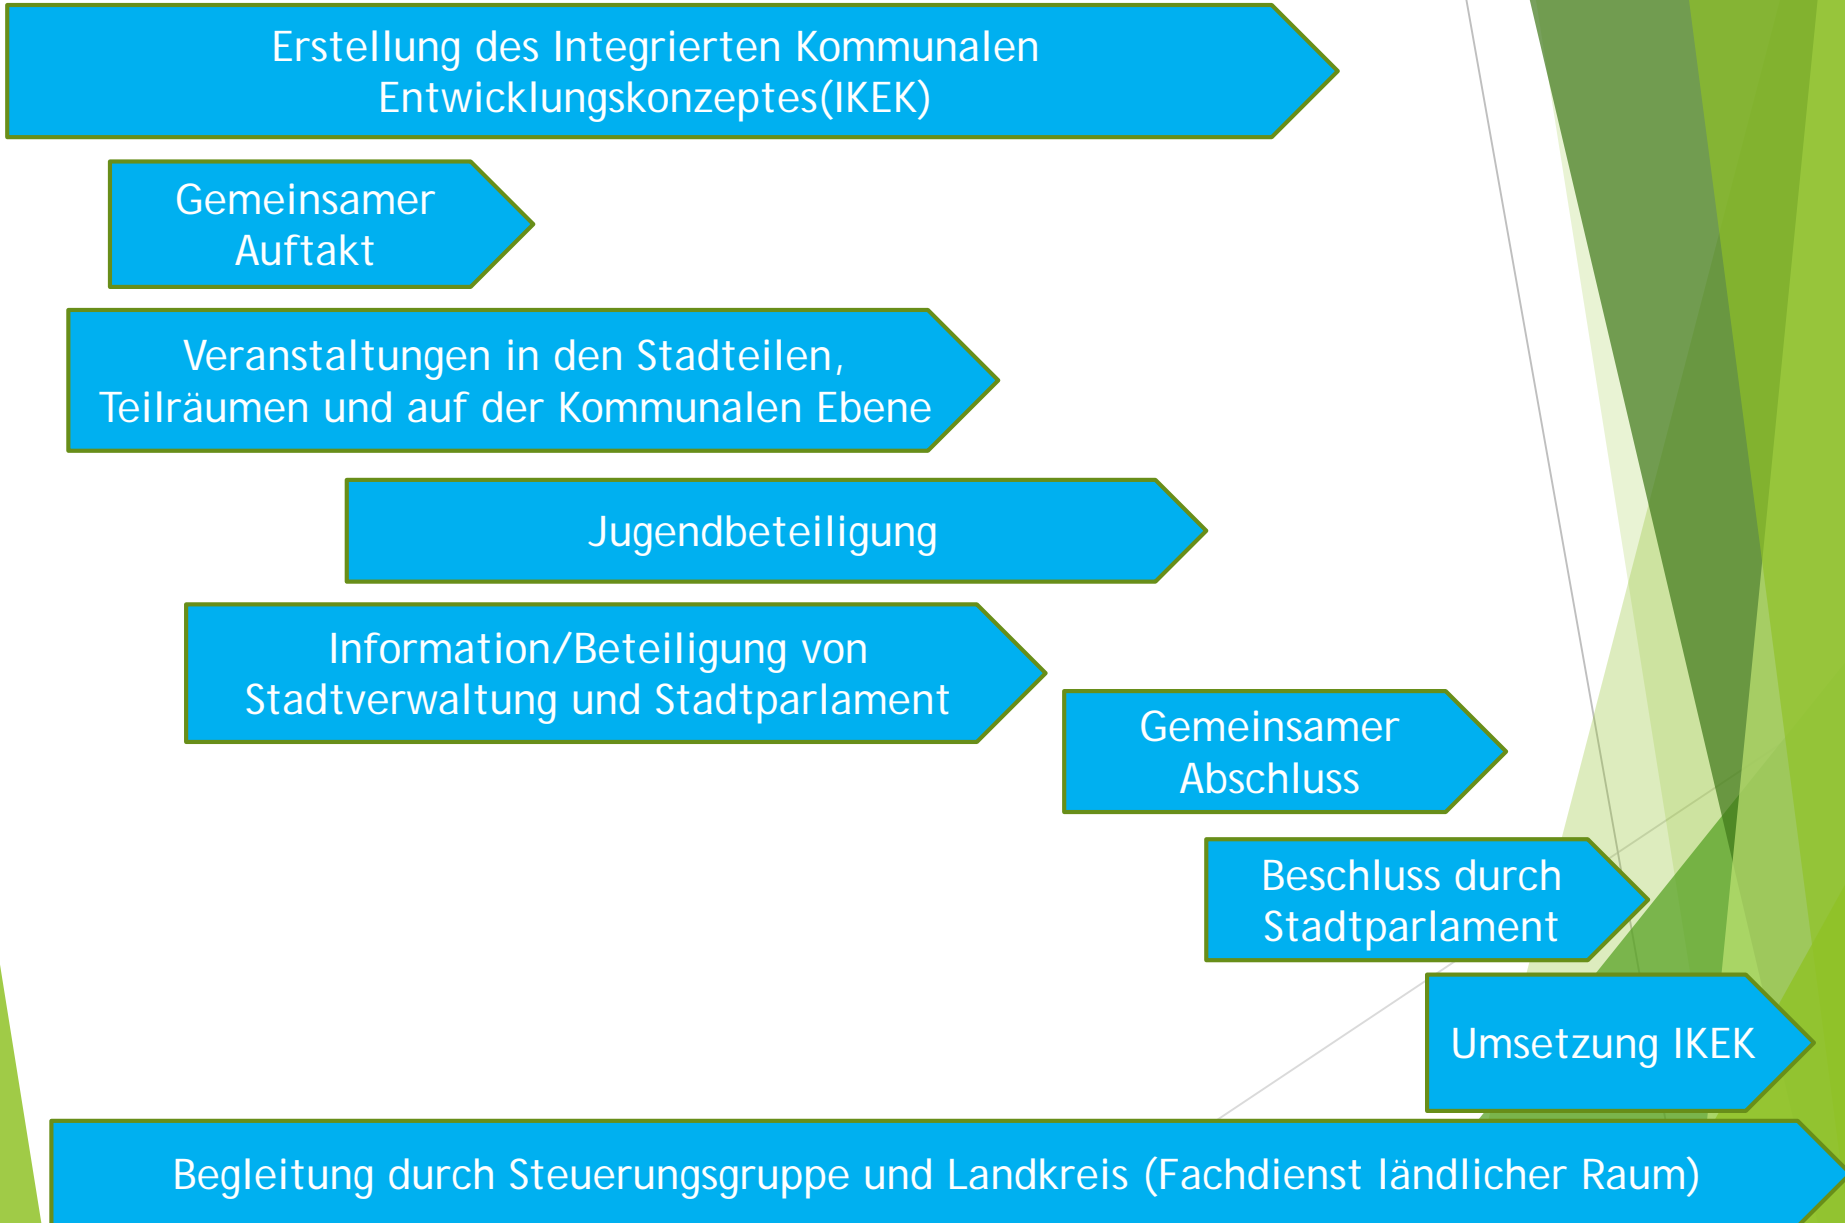 Erstellung des Integrierten Kommunalen
Entwicklungskonzeptes(IKEK)
Gemeinsamer
Auftakt
Veranstaltungen in den Stadteilen,
Teilräumen und auf der Kommunalen Ebene
Jugendbeteiligung
Information/Beteiligung von
Stadtverwaltung und Stadtparlament
Gemeinsamer
Abschluss
Beschluss durch
Stadtparlament
Umsetzung IKEK
Begleitung durch Steuerungsgruppe und Landkreis (Fachdienst ländlicher Raum)